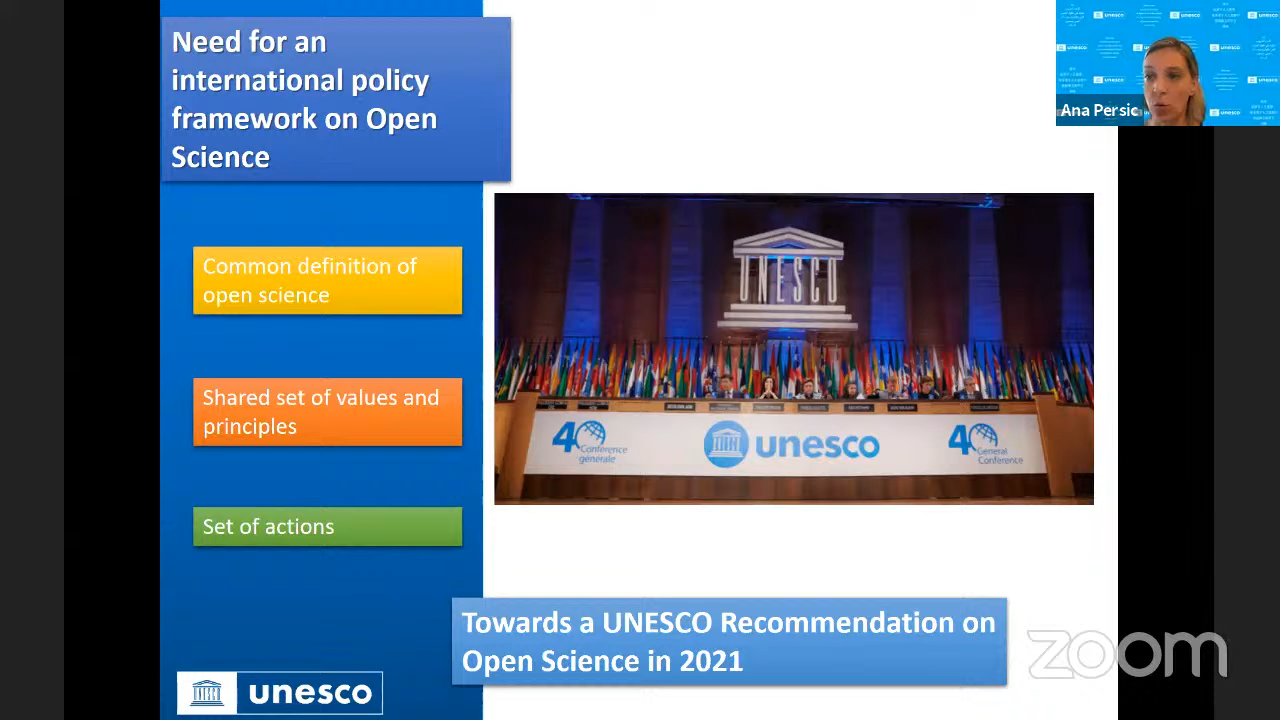 Need for an
international policy
framework on Open
Science
unesco
Ana Persic
Common definition of
open science
Shared set of values and
principles
Set of actions
UNESCO
40
Conférence
générale
unesco
40
General
Conference
Towards a UNESCO Recommendation on
Open Science in 2021
unesco
zoom